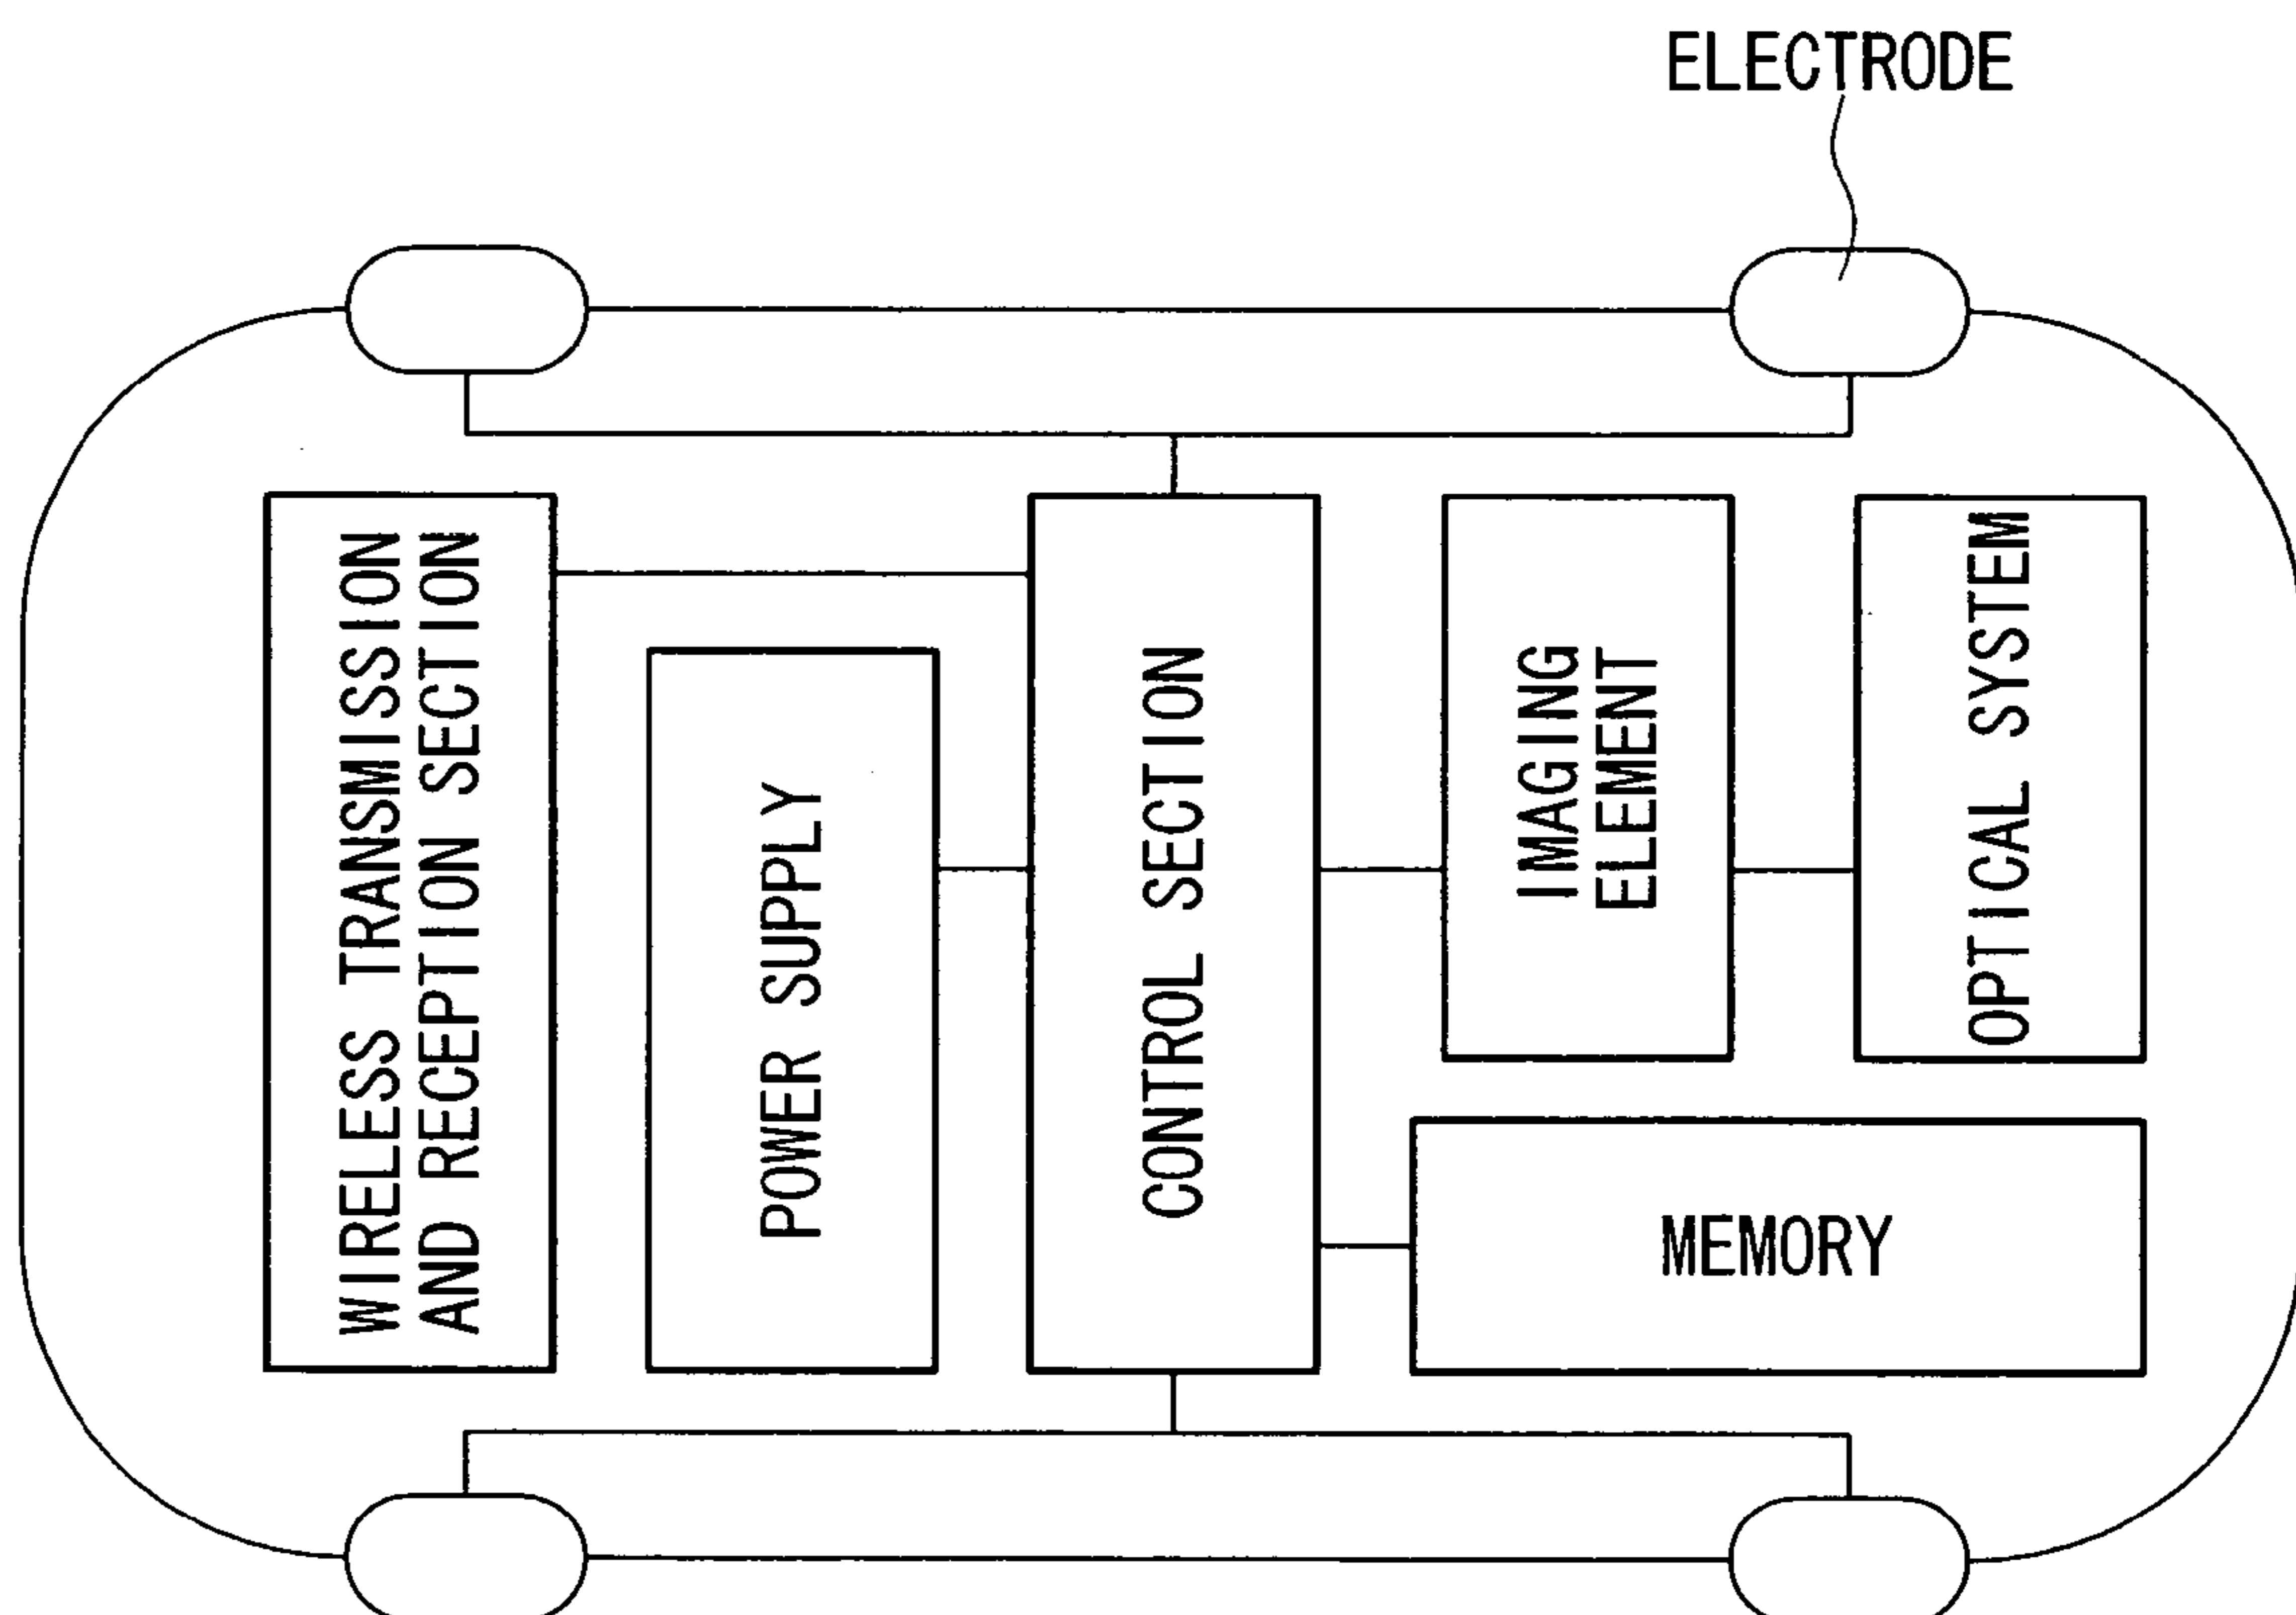 ELECTRODE
WIRELESS TRANSMISSION
AND RECEPTION SECTION
POWER SUPPLY
CONTROL SECTION
IMAGING
ELEMENT
OPTICAL SYSTEM
MEMORY